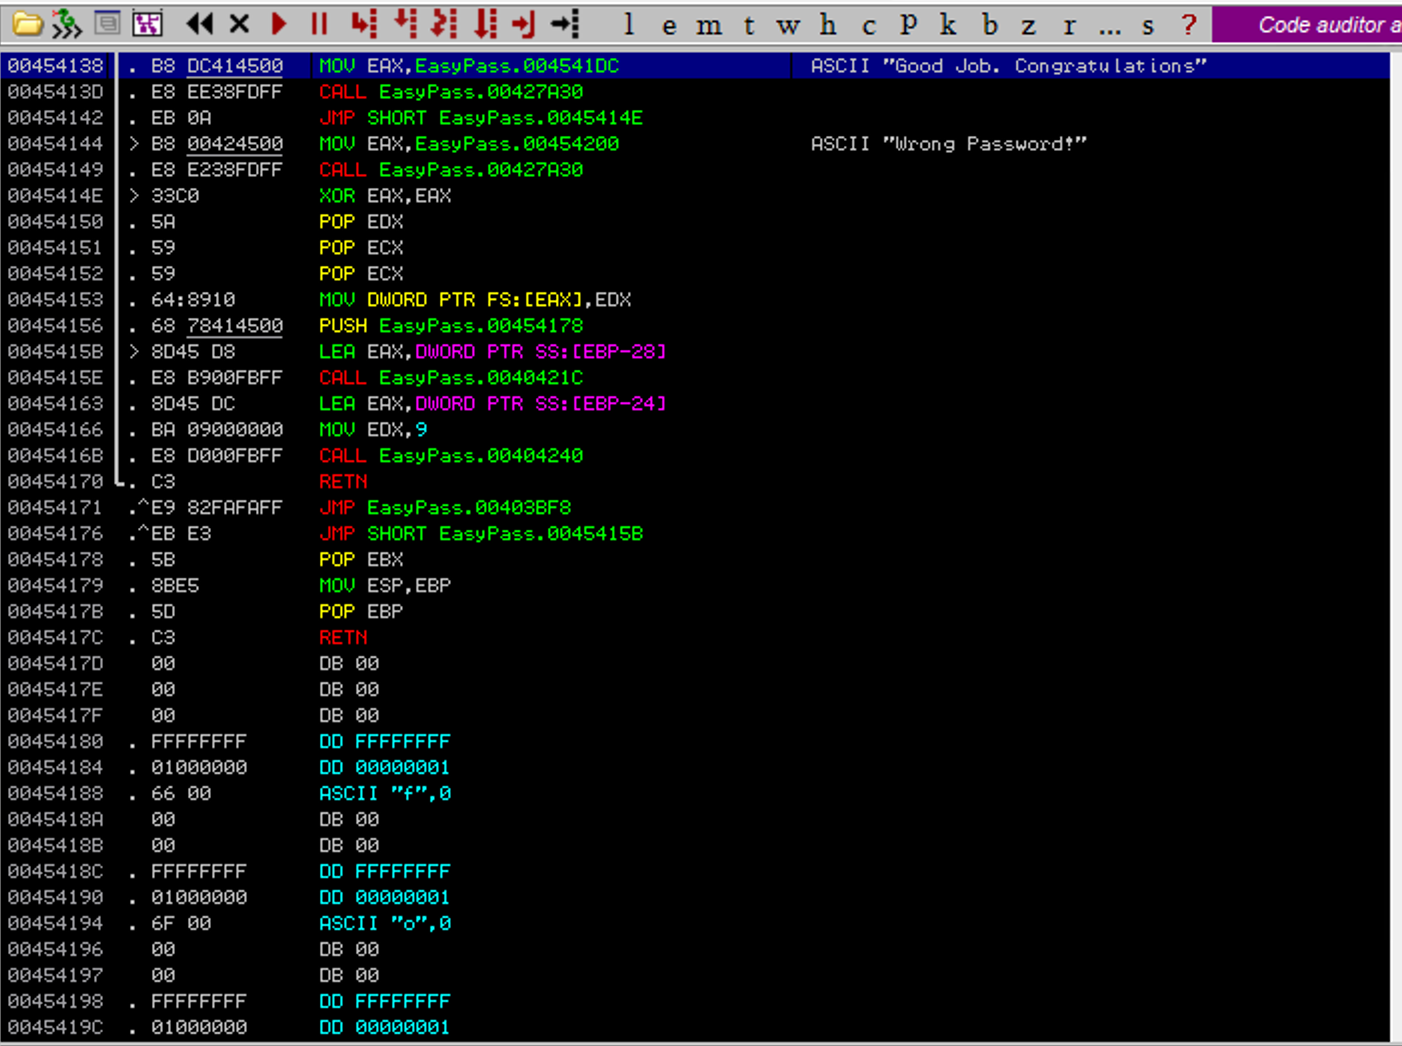 l e m t w h c P k b z r ... s ? Code auditor a
00454138 . B8 DC414500 MOV EAX,EasyPass.004541DC ASCII "Good Job. Congratulations"
0045413D . E8 EE38FDFF CALL EasyPass.00427A30
00454142 . EB 0A JMP SHORT EasyPass.0045414E
00454144 > B8 00424500 MOV EAX,EasyPass.00454200 ASCII "Wrong Password!"
00454149 . E8 E238FDFF CALL EasyPass.00427A30
0045414E > 33C0 XOR EAX,EAX
00454150 . 5A POP EDX
00454151 . 59 POP ECX
00454152 . 59 POP ECX
00454153 . 64:8910 MOV DWORD PTR FS:[EAX],EDX
00454156 . 68 78414500 PUSH EasyPass.00454178
0045415B > 8D45 D8 LEA EAX,DWORD PTR SS:[EBP-28]
0045415E . E8 B900FBFF CALL EasyPass.0040421C
00454163 . 8D45 DC LEA EAX,DWORD PTR SS:[EBP-24]
00454166 . BA 09000000 MOV EDX,9
0045416B . E8 D000FBFF CALL EasyPass.00404240
00454170 . C3 RETN
00454171 .^E9 82FAFAFF JMP EasyPass.00403BF8
00454176 .^EB E3 JMP SHORT EasyPass.0045415B
00454178 . 5B POP EBX
00454179 . 8BE5 MOV ESP,EBP
0045417B . 5D POP EBP
0045417C . C3 RETN
0045417D 00 DB 00
0045417E 00 DB 00
0045417F 00 DB 00
00454180 . FFFFFFFF DD FFFFFFFF
00454184 . 01000000 DD 00000001
00454188 . 66 00 ASCII "f",0
0045418A 00 DB 00
0045418B 00 DB 00
0045418C . FFFFFFFF DD FFFFFFFF
00454190 . 01000000 DD 00000001
00454194 . 6F 00 ASCII "o",0
00454196 00 DB 00
00454197 00 DB 00
00454198 . FFFFFFFF DD FFFFFFFF
0045419C . 01000000 DD 00000001